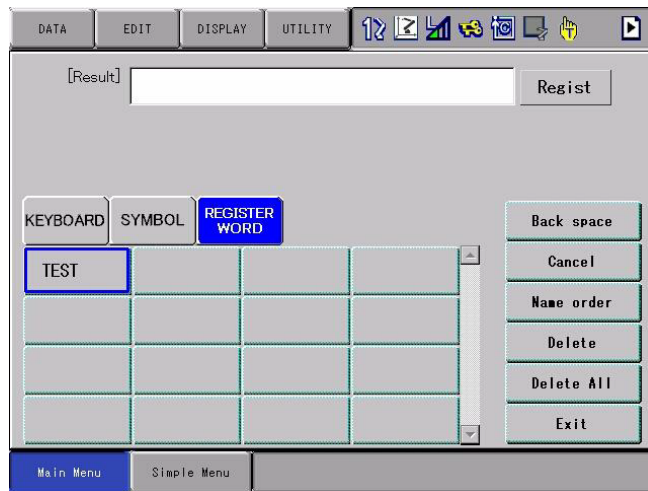 DATA EDIT DISPLAY UTILITY
[Result] Regist
KEYBOARD SYMBOL REGISTER WORD
Back space
TEST
Cancel
Name order
Delete
Delete All
Exit
Main Menu Simple Menu